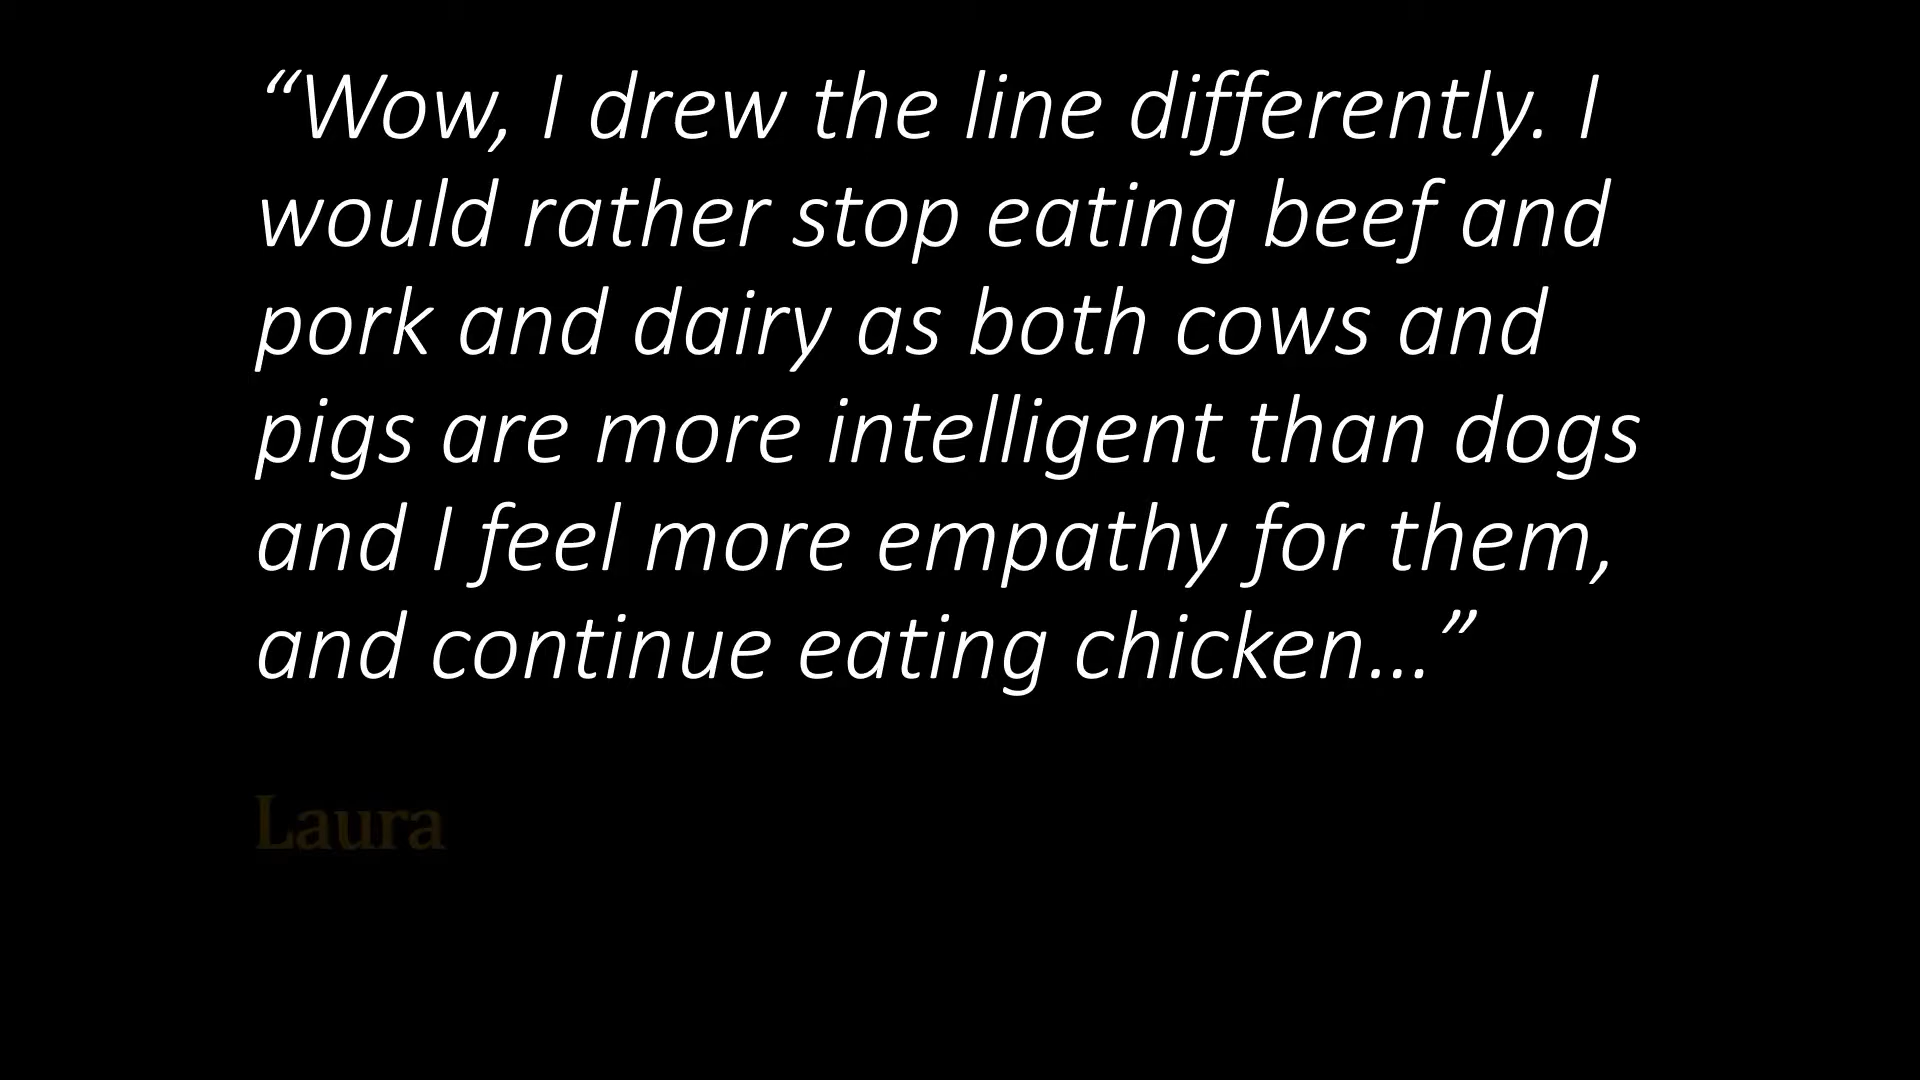 “Wow, I drew the line differently. I
would rather stop eating beef and
pork and dairy as both cows and
pigs are more intelligent than dogs
and I feel more empathy for them,
and continue eating chicken…”
Laura